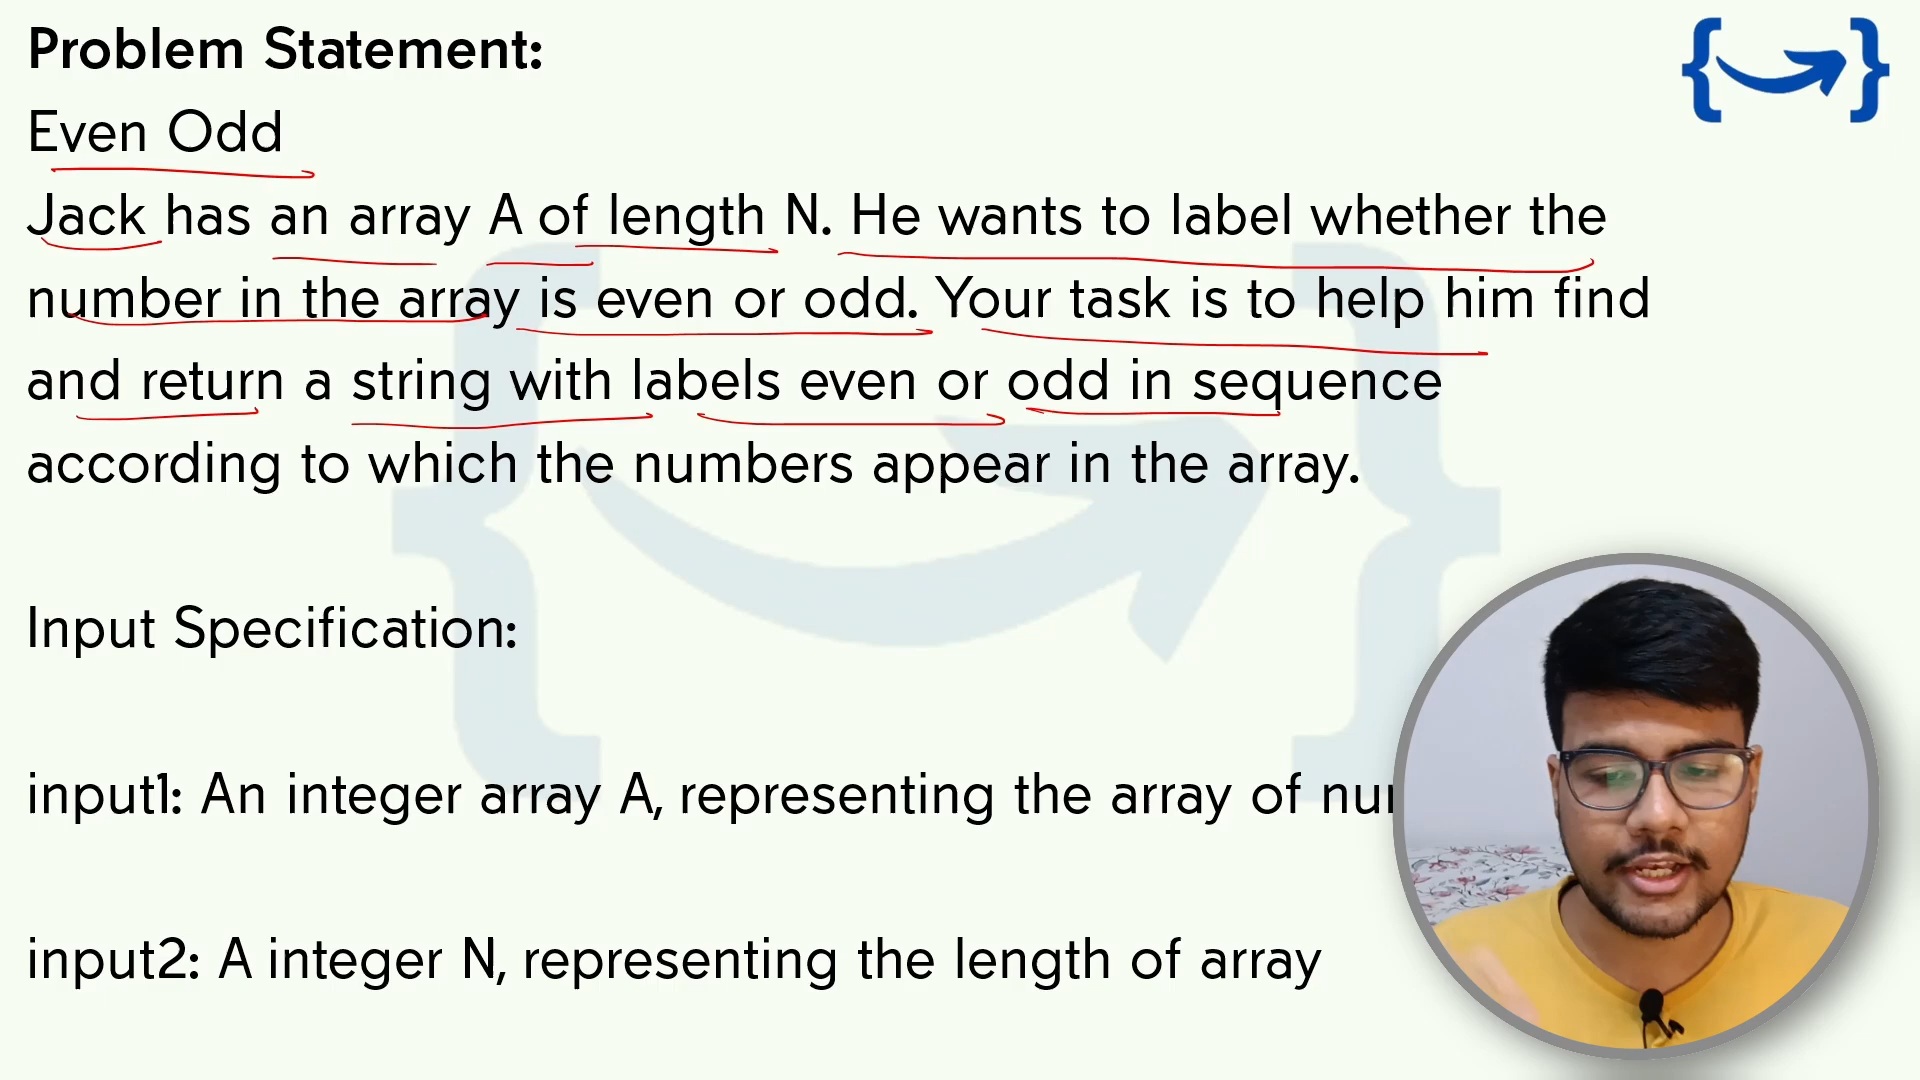 Problem Statement:
Even Odd
Jack has an array A of length N. He wants to label whether the
number in the array is even or odd. Your task is to help him find
and return a string with labels even or odd in sequence
according to which the numbers appear in the array.
Input Specification:
input1: An integer array A, representing the array of
input2: A integer N, representing the length of array